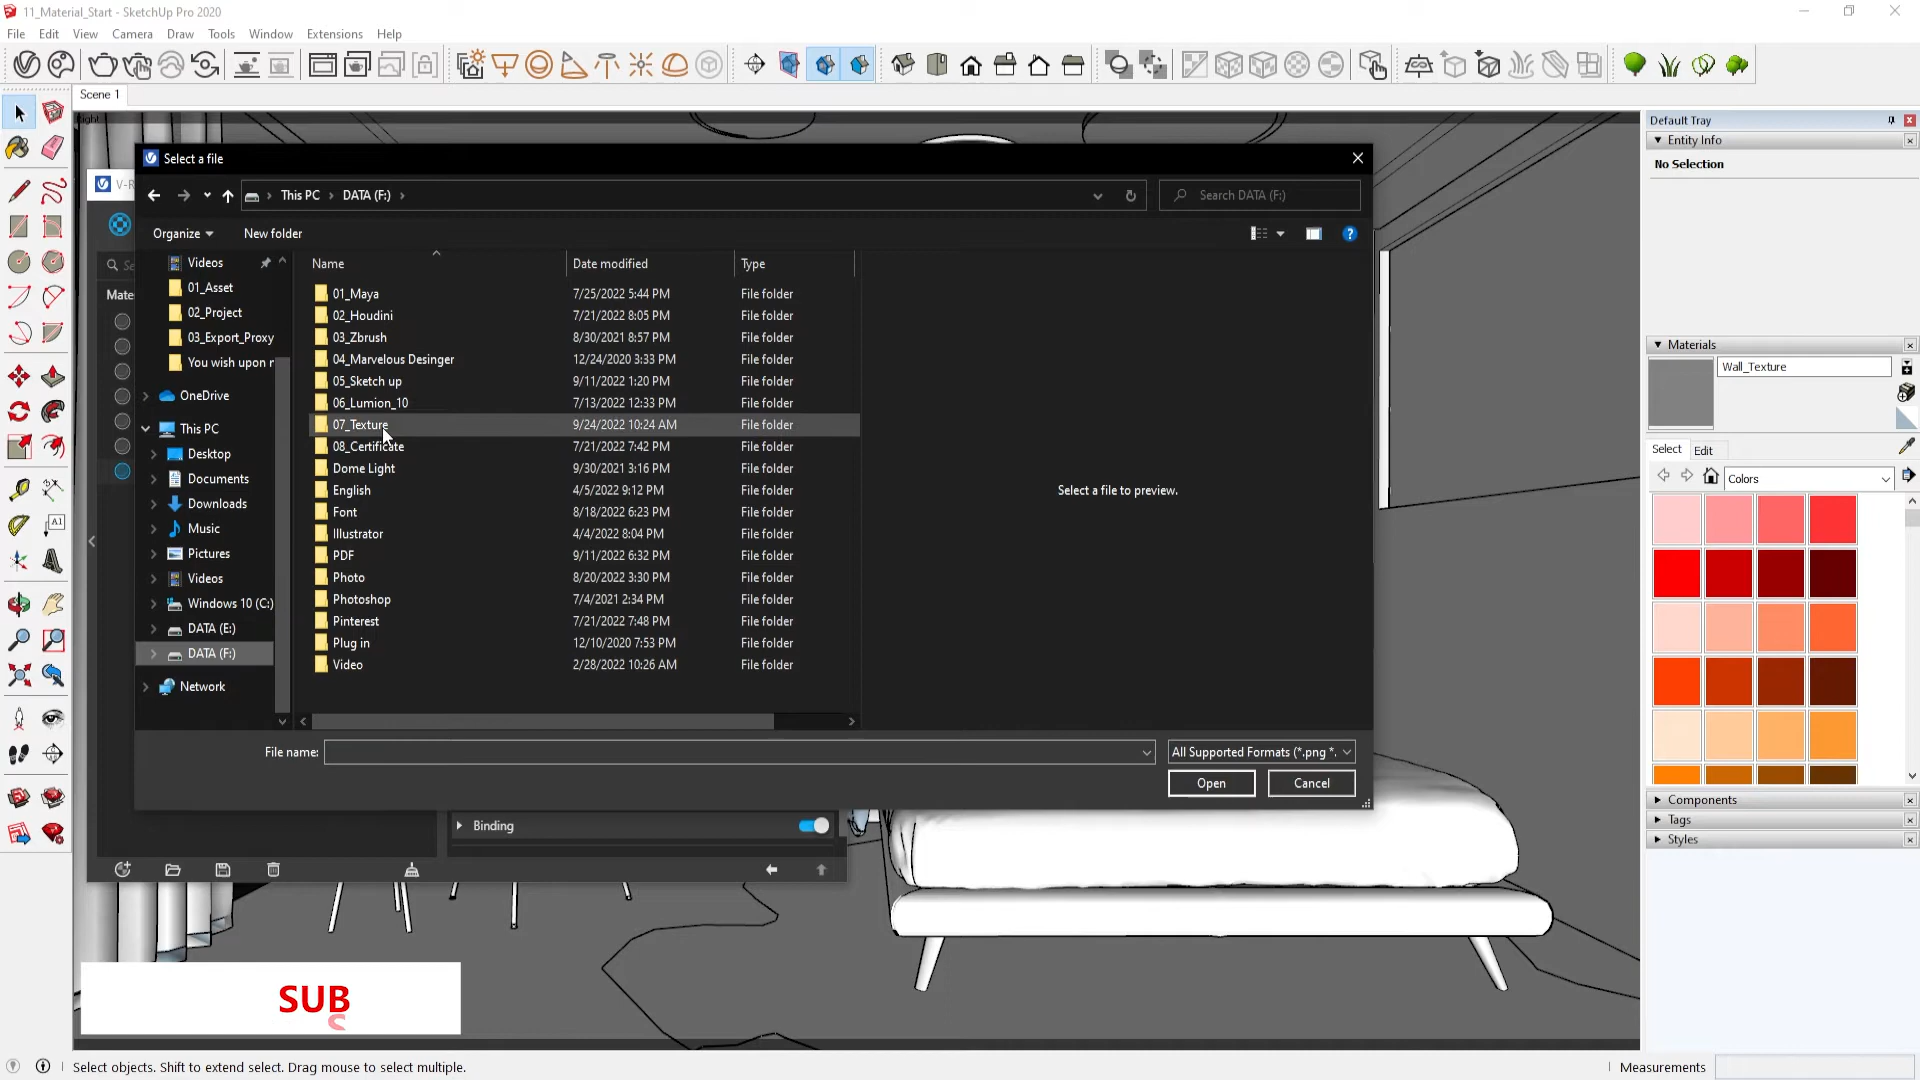 11_Material_Start - SketchUp Pro 2020
File Edit View Camera Draw Tools Window Extensions Help
Scene 1
Select a file
This PC > DATA (F:) >
Search DATA (F:)
Organize
New folder
Name Date modified Type
01_Maya 7/25/2022 5:44 PM File folder
02_Houdini 7/21/2022 8:05 PM File folder
03_Zbrush 8/30/2021 8:57 PM File folder
04_Marvelous Desinger 12/24/2020 3:33 PM File folder
05_Sketch up 9/11/2022 1:20 PM File folder
06_Lumion_10 7/13/2022 12:33 PM File folder
07_Texture 9/24/2022 10:24 AM File folder
08_Certificate 7/21/2022 7:42 PM File folder
Dome Light 9/30/2021 3:16 PM File folder
English 4/5/2022 9:12 PM File folder
Font 8/18/2022 6:23 PM File folder
Illustrator 4/4/2022 8:04 PM File folder
PDF 9/11/2022 6:32 PM File folder
Photo 8/20/2022 3:30 PM File folder
Photoshop 7/4/2021 2:34 PM File folder
Pinterest 7/21/2022 7:48 PM File folder
Plug in 12/10/2020 7:53 PM File folder
Video 2/28/2022 10:26 AM File folder
Videos
01_Asset
02_Project
03_Export_Proxy
You wish upon r
OneDrive
This PC
Desktop
Documents
Downloads
Music
Pictures
Videos
Windows 10 (C:)
DATA (E:)
DATA (F:)
Network
Select a file to preview.
File name:
All Supported Formats (*.png *.
Open
Cancel
V-R
Se
Mate
Binding
Default Tray
Entity Info
No Selection
Materials
Wall_Texture
Select Edit
Colors
Components
Tags
Styles
SUB
S
Select objects. Shift to extend select. Drag mouse to select multiple.
Measurements